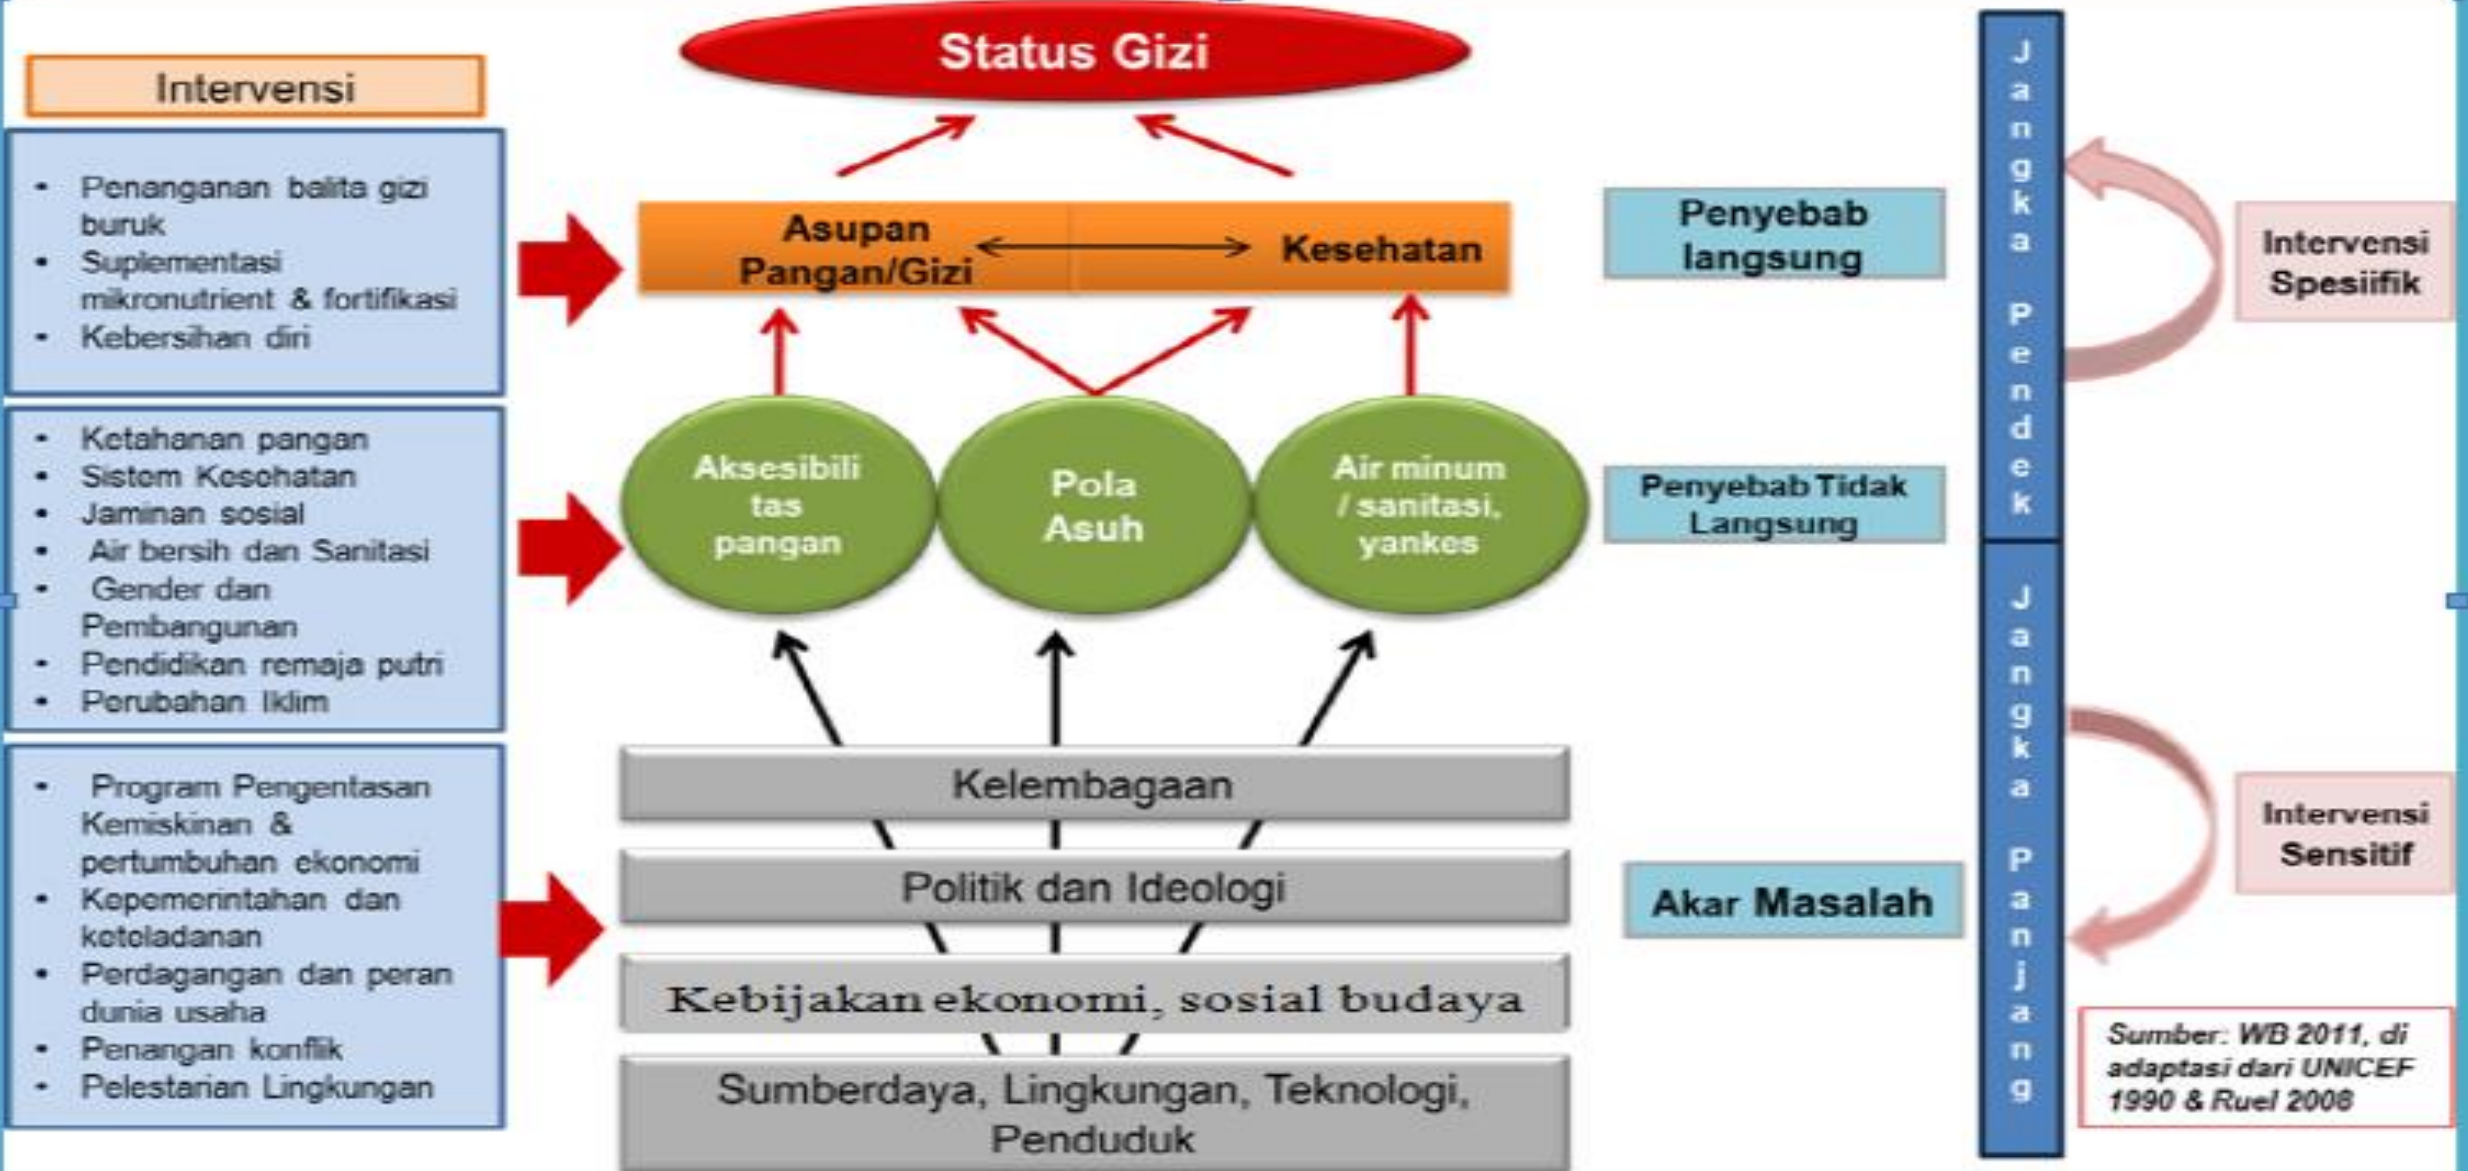 Status Gizi
Intervensi
• Penanganan balita gizi
buruk
• Suplementasi
mikronutrient & fortifikasi
• Kebersihan diri
Asupan
Pangan/Gizi
Kesehatan
Penyebab
langsung
Intervensi
Spesiifik
Jangka Pendek
• Ketahanan pangan
• Sistem Kesehatan
• Jaminan sosial
• Air bersih dan Sanitasi
• Gender dan
Pembangunan
• Pendidikan remaja putri
• Perubahan Iklim
Aksesibili
tas
pangan
Pola
Asuh
Air minum
/ sanitasi,
yankes
Penyebab Tidak
Langsung
• Program Pengentasan
Kemiskinan &
pertumbuhan ekonomi
• Kepemerintahan dan
keteladanan
• Perdagangan dan peran
dunia usaha
• Penangan konflik
• Pelestarian Lingkungan
Kelembagaan
Politik dan Ideologi
Kebijakan ekonomi, sosial budaya
Sumberdaya, Lingkungan, Teknologi,
Penduduk
Akar Masalah
Jangka Panjang
Intervensi
Sensitif
Sumber: WB 2011, di
adaptasi dari UNICEF
1990 & Ruel 2008